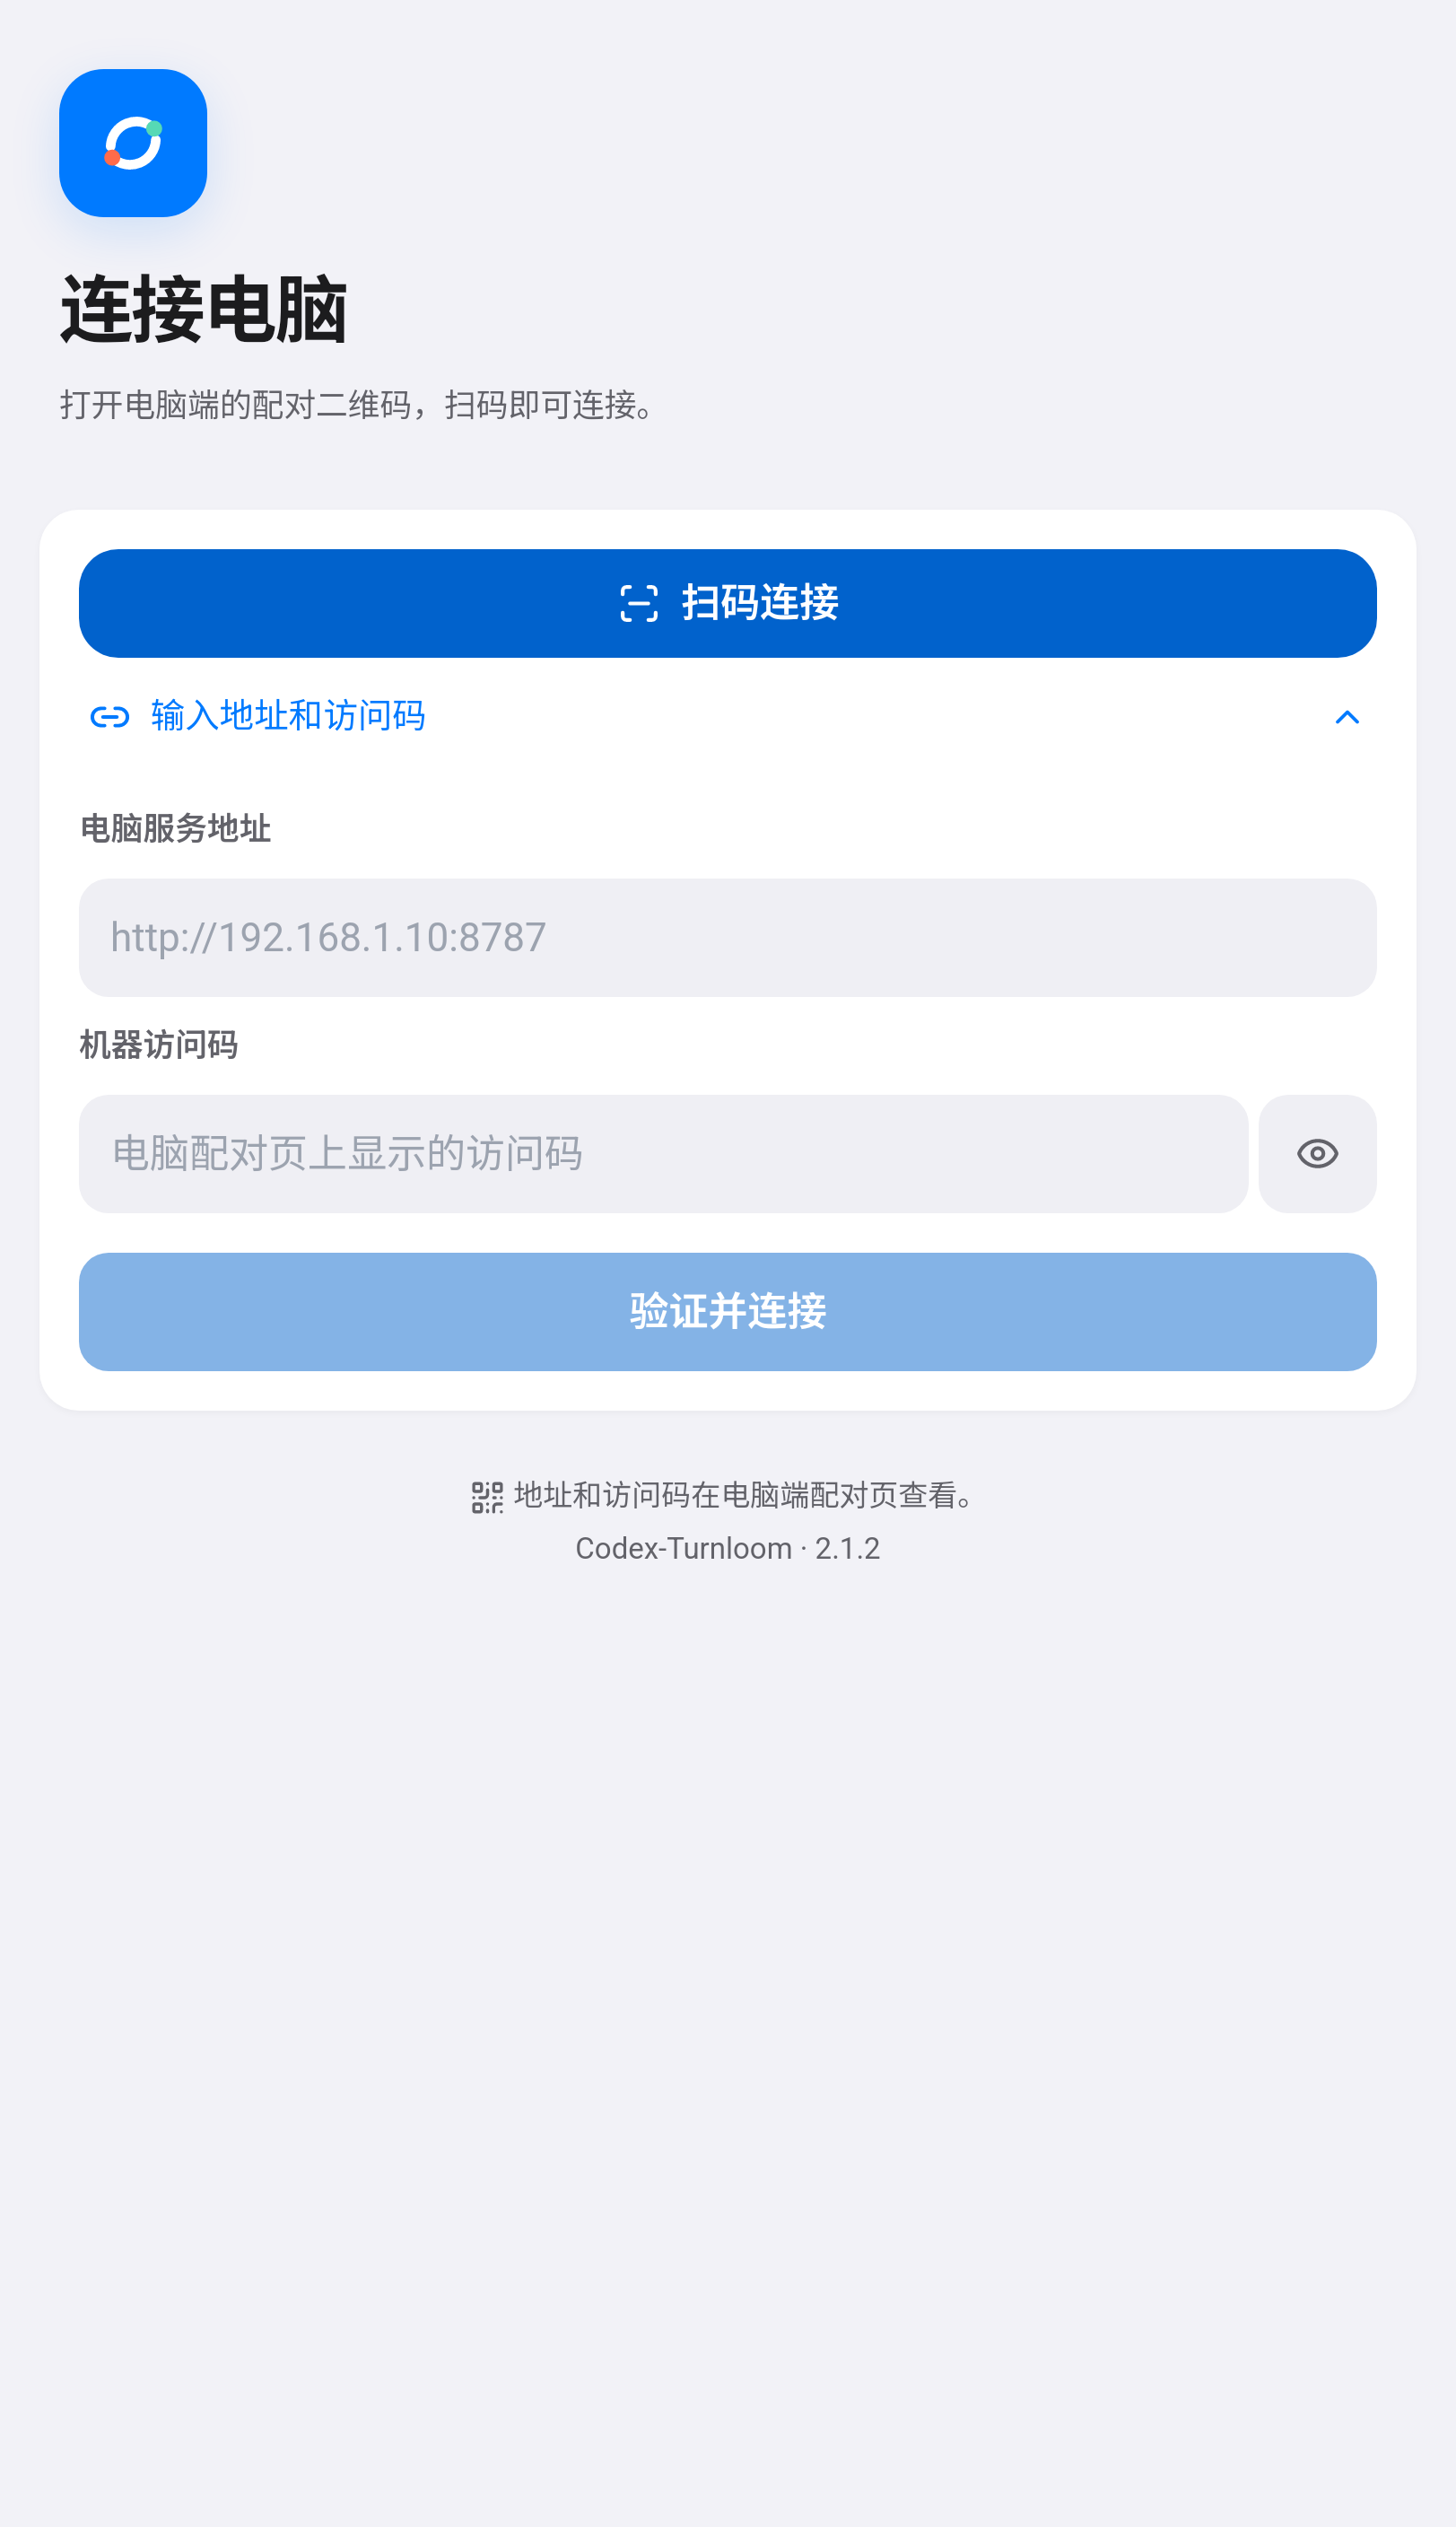 连接电脑
打开电脑端的配对二维码，扫码即可连接。
扫码连接
输入地址和访问码
电脑服务地址
http://192.168.1.10:8787
机器访问码
电脑配对页上显示的访问码
验证并连接
地址和访问码在电脑端配对页查看。
Codex-Turnloom · 2.1.2